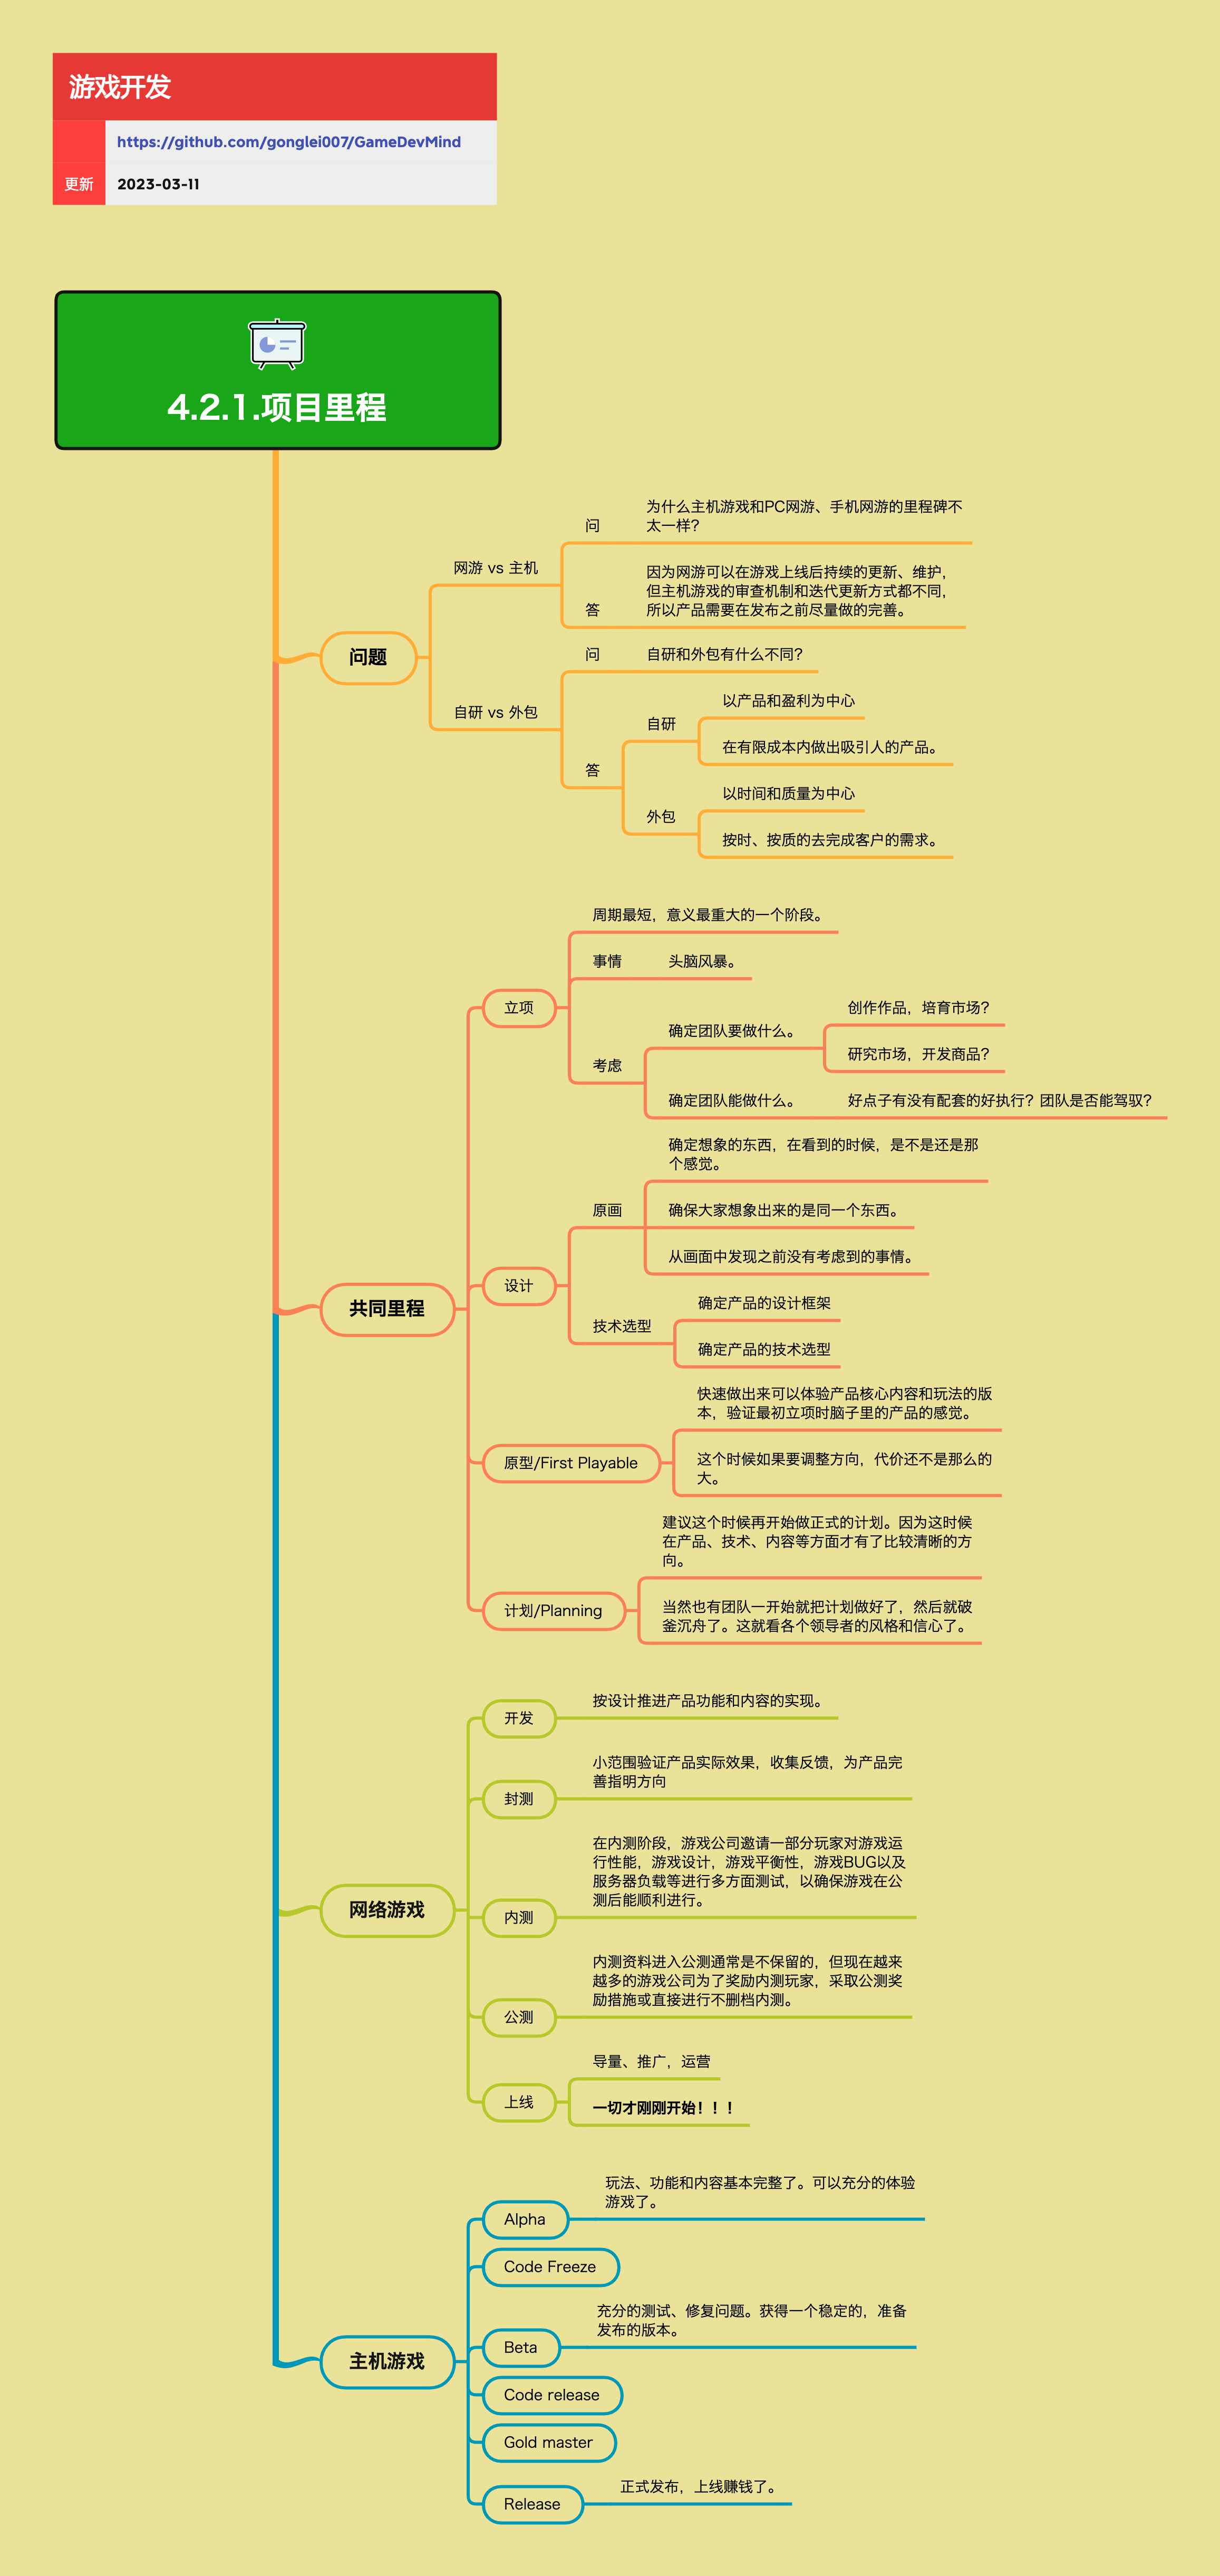 游戏开发
https://github.com/gonglei007/GameDevMind
更新
2023-03-11
4.2.1.项目里程
问题
网游 vs 主机
问
为什么主机游戏和PC网游、手机网游的里程碑不
太一样？
答
因为网游可以在游戏上线后持续的更新、维护，
但主机游戏的审查机制和迭代更新方式都不同，
所以产品需要在发布之前尽量做的完善。
自研 vs 外包
问
自研和外包有什么不同？
答
自研
以产品和盈利为中心
在有限成本内做出吸引人的产品。
外包
以时间和质量为中心
按时、按质的去完成客户的需求。
共同里程
立项
周期最短，意义最重大的一个阶段。
事情
头脑风暴。
考虑
确定团队要做什么。
创作作品，培育市场？
研究市场，开发商品？
确定团队能做什么。
好点子有没有配套的好执行？团队是否能驾驭？
设计
原画
确定想象的东西，在看到的时候，是不是还是那
个感觉。
确保大家想象出来的是同一个东西。
从画面中发现之前没有考虑到的事情。
技术选型
确定产品的设计框架
确定产品的技术选型
原型/First Playable
快速做出来可以体验产品核心内容和玩法的版
本，验证最初立项时脑子里的产品的感觉。
这个时候如果要调整方向，代价还不是那么的
大。
计划/Planning
建议这个时候再开始做正式的计划。因为这时候
在产品、技术、内容等方面才有了比较清晰的方
向。
当然也有团队一开始就把计划做好了，然后就破
釜沉舟了。这就看各个领导者的风格和信心了。
网络游戏
开发
按设计推进产品功能和内容的实现。
封测
小范围验证产品实际效果，收集反馈，为产品完
善指明方向
内测
在内测阶段，游戏公司邀请一部分玩家对游戏运
行性能，游戏设计，游戏平衡性，游戏BUG以及
服务器负载等进行多方面测试，以确保游戏在公
测后能顺利进行。
公测
内测资料进入公测通常是不保留的，但现在越来
越多的游戏公司为了奖励内测玩家，采取公测奖
励措施或直接进行不删档内测。
上线
导量、推广，运营
一切才刚刚开始！！！
主机游戏
Alpha
玩法、功能和内容基本完整了。可以充分的体验
游戏了。
Code Freeze
Beta
充分的测试、修复问题。获得一个稳定的，准备
发布的版本。
Code release
Gold master
Release
正式发布，上线赚钱了。